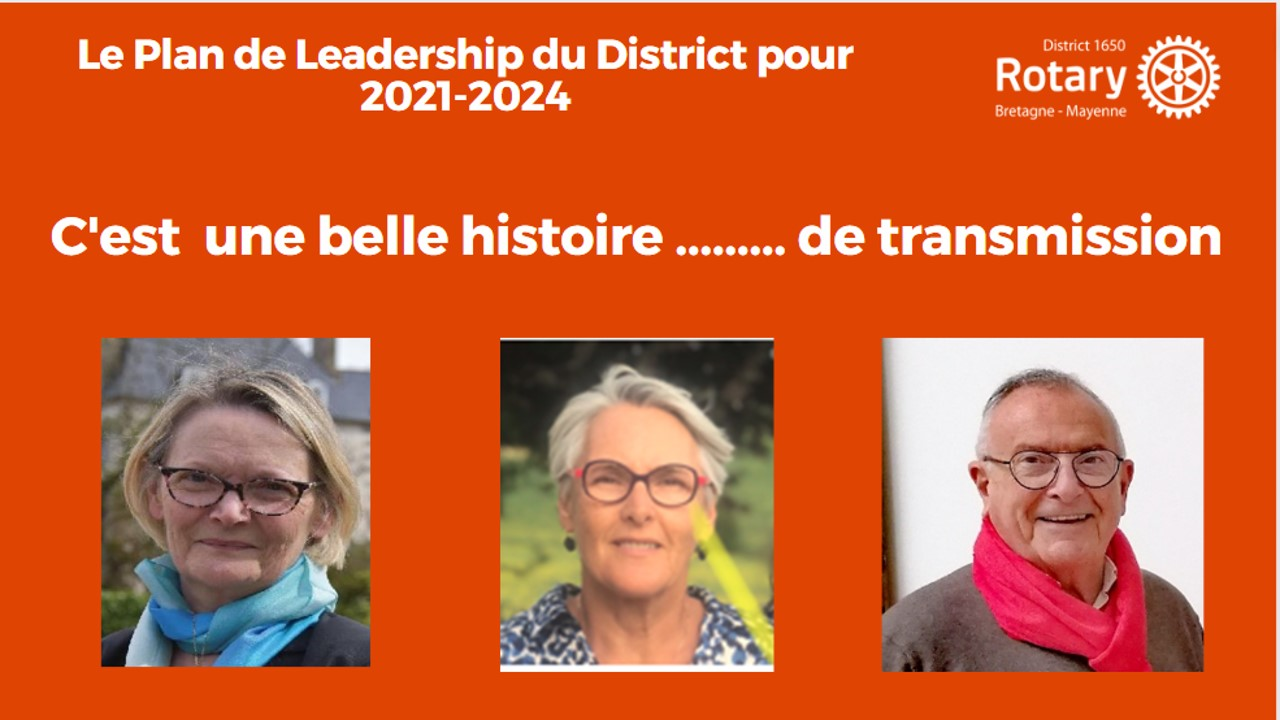 Le Plan de Leadership du District pour
2021-2024
District 1650
Rotary
Bretagne - Mayenne
C'est  une belle histoire ......... de transmission